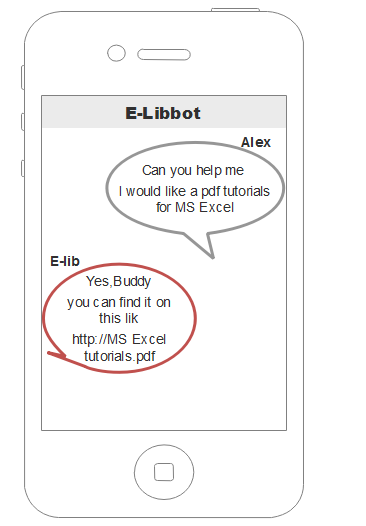 E-Libbot
Alex
Can you help me
I would like a pdf tutorials
for MS Excel
E-lib
Yes,Buddy
you can find it on
this lik
http://MS Excel
tutorials.pdf